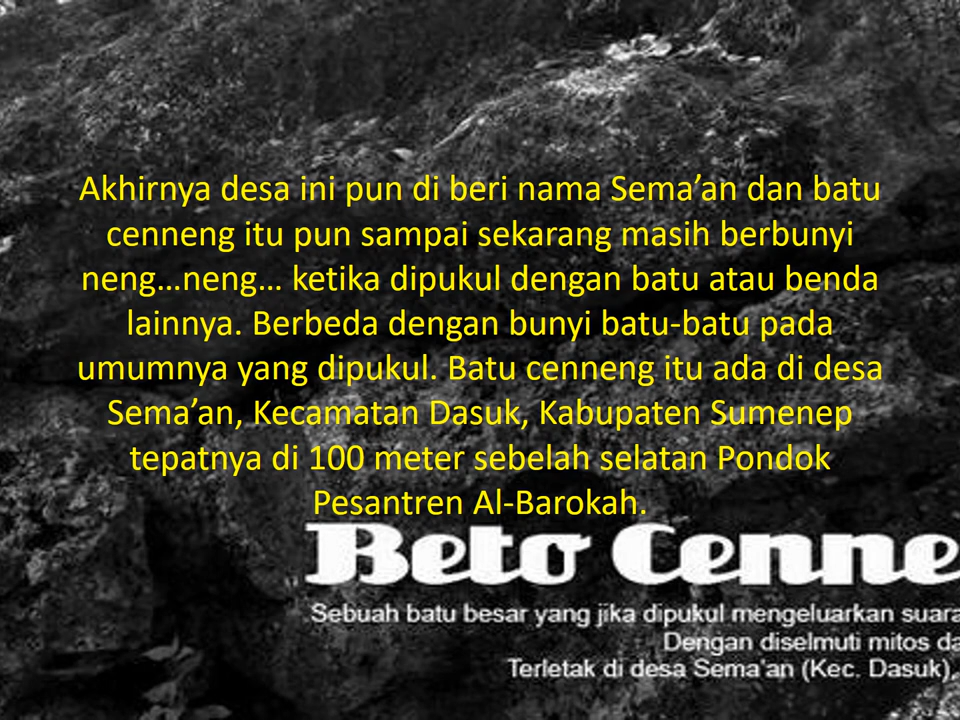 Akhirnya desa ini pun di beri nama Sema’an dan batu
cenneng itu pun sampai sekarang masih berbunyi
neng…neng… ketika dipukul dengan batu atau benda
lainnya. Berbeda dengan bunyi batu-batu pada
umumnya yang dipukul. Batu cenneng itu ada di desa
Sema’an, Kecamatan Dasuk, Kabupaten Sumenep
tepatnya di 100 meter sebelah selatan Pondok
Pesantren Al-Barokah.
Beto Cenne
Sebuah batu besar yang jika dipukul mengeluarkan suara
Dengan diselmuti mitos da
Terletak di desa Sema'an (Kec. Dasuk),